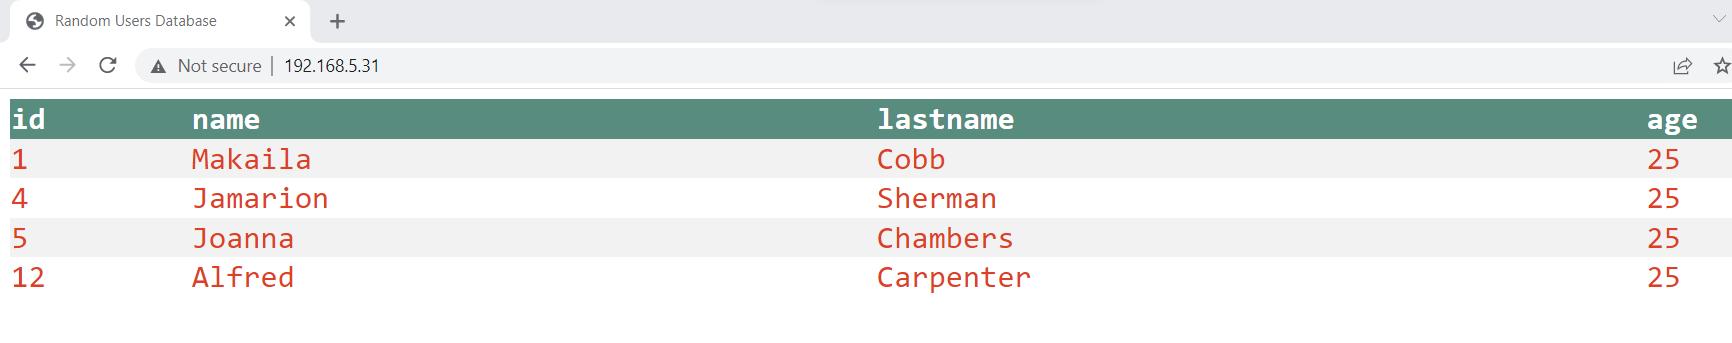 Random Users Database
Not secure | 192.168.5.31
id name lastname age
1 Makaila Cobb 25
4 Jamarion Sherman 25
5 Joanna Chambers 25
12 Alfred Carpenter 25